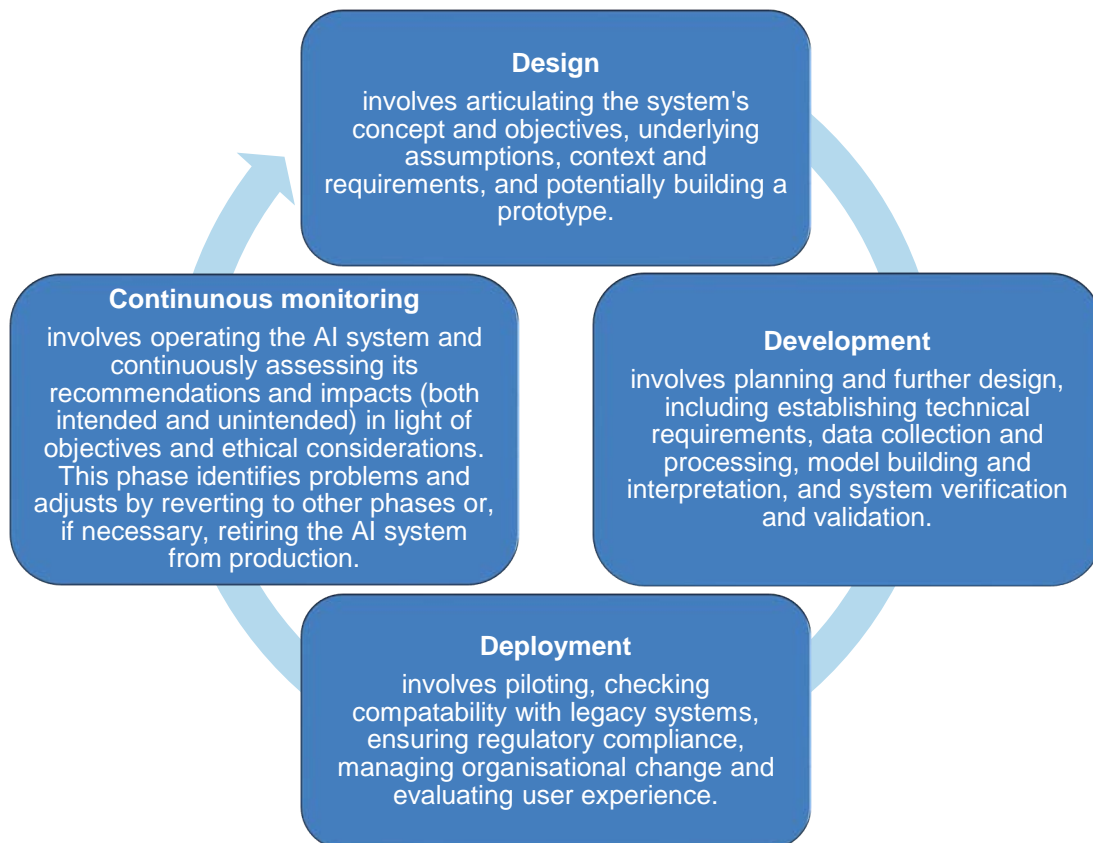 Design
involves articulating the system's
concept and objectives, underlying
assumptions, context and
requirements, and potentially building a
prototype.
Development
involves planning and further design,
including establishing technical
requirements, data collection and
processing, model building and
interpretation, and system verification
and validation.
Deployment
involves piloting, checking
compatability with legacy systems,
ensuring regulatory compliance,
managing organisational change and
evaluating user experience.
Continunous monitoring
involves operating the AI system and
continuously assessing its
recommendations and impacts (both
intended and unintended) in light of
objectives and ethical considerations.
This phase identifies problems and
adjusts by reverting to other phases or,
if necessary, retiring the AI system
from production.